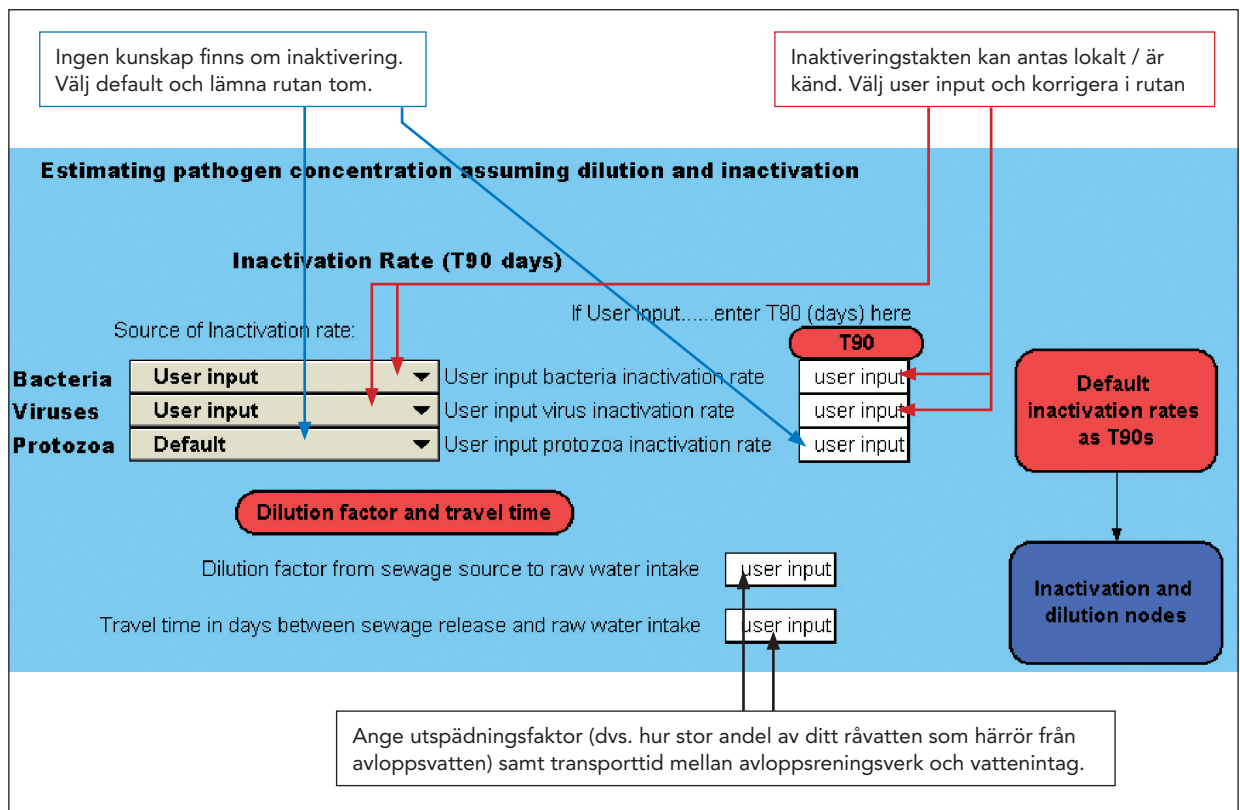 Ingen kunskap finns om inaktivering.
Välj default och lämna rutan tom.
Inaktiveringstakten kan antas lokalt / är
känd. Välj user input och korrigera i rutan
Estimating pathogen concentration assuming dilution and inactivation
Inactivation Rate (T90 days)
If User Input......enter T90 (days) here
Source of Inactivation rate:
T90
Bacteria User input User input bacteria inactivation rate user input
Viruses User input User input virus inactivation rate user input
Protozoa Default User input protozoa inactivation rate user input
Default
inactivation rates
as T90s
Dilution factor and travel time
Dilution factor from sewage source to raw water intake user input
Travel time in days between sewage release and raw water intake user input
Inactivation and
dilution nodes
Ange utspädningsfaktor (dvs. hur stor andel av ditt råvatten som härrör från
avloppsvatten) samt transporttid mellan avloppsreningsverk och vattenintag.